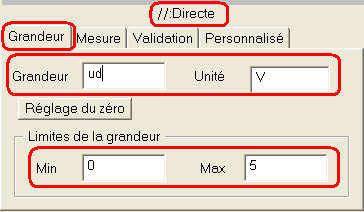 //:Directe
Grandeur Mesure Validation Personnalisé
Grandeur ud Unité V
Réglage du zéro
Limites de la grandeur
Min 0 Max 5